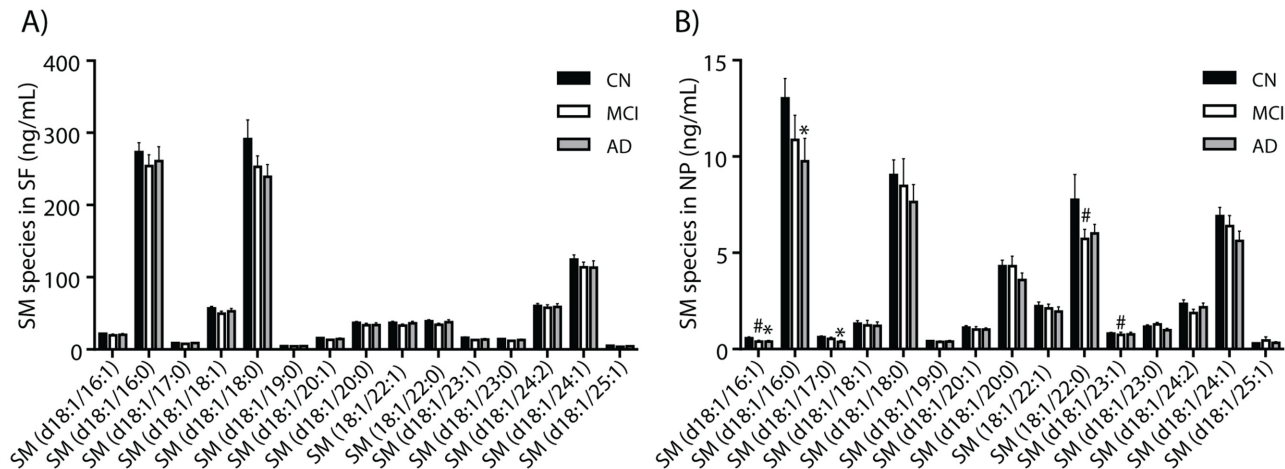 A)
SM species in SF (ng/mL)
400
300
200
100
0
CN
MCI
AD
SM (d18:1/16:1)
SM (d18:1/16:0)
SM (d18:1/17:0)
SM (d18:1/18:1)
SM (d18:1/18:0)
SM (d18:1/19:0)
SM (d18:1/20:1)
SM (d18:1/20:0)
SM (18:1/22:1)
SM (18:1/22:0)
SM (d18:1/23:1)
SM (d18:1/23:0)
SM (d18:1/24:2)
SM (d18:1/24:1)
SM (d18:1/25:1)
B)
SM species in NP (ng/mL)
15
10
5
0
CN
MCI
AD
*
#
#*
*
#
SM (d18:1/16:1)
SM (d18:1/16:0)
SM (d18:1/17:0)
SM (d18:1/18:1)
SM (d18:1/18:0)
SM (d18:1/19:0)
SM (d18:1/20:1)
SM (d18:1/20:0)
SM (18:1/22:1)
SM (18:1/22:0)
SM (d18:1/23:1)
SM (d18:1/23:0)
SM (d18:1/24:2)
SM (d18:1/24:1)
SM (d18:1/25:1)